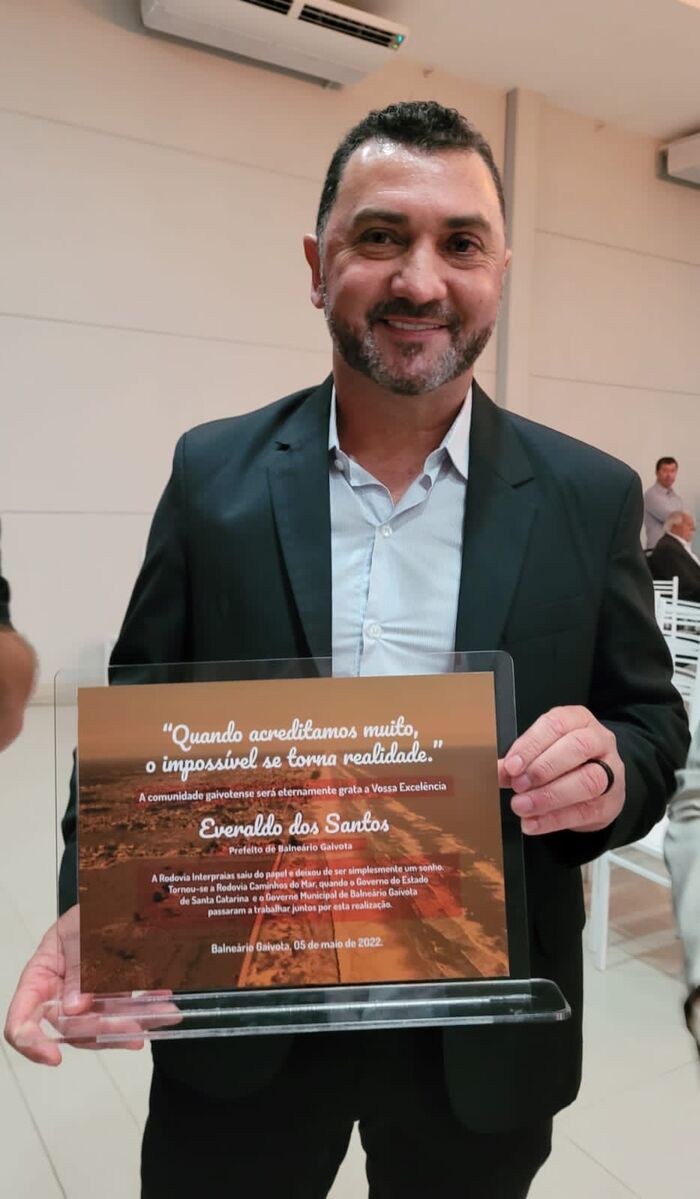 “Quando acreditamos muito,
o impossível se torna realidade.”
A comunidade gaivotense será eternamente grata a Vossa Excelência
Everaldo dos Santos
Prefeito de Balneário Gaivota
A Rodovia Interpraias saiu do papel e deixou de ser simplesmente um sonho.
Tornou-se a Rodovia Caminhos do Mar, quando o Governo do Estado
de Santa Catarina e o Governo Municipal de Balneário Gaivota
passaram a trabalhar juntos por esta realização.
Balneário Gaivota, 05 de maio de 2022.